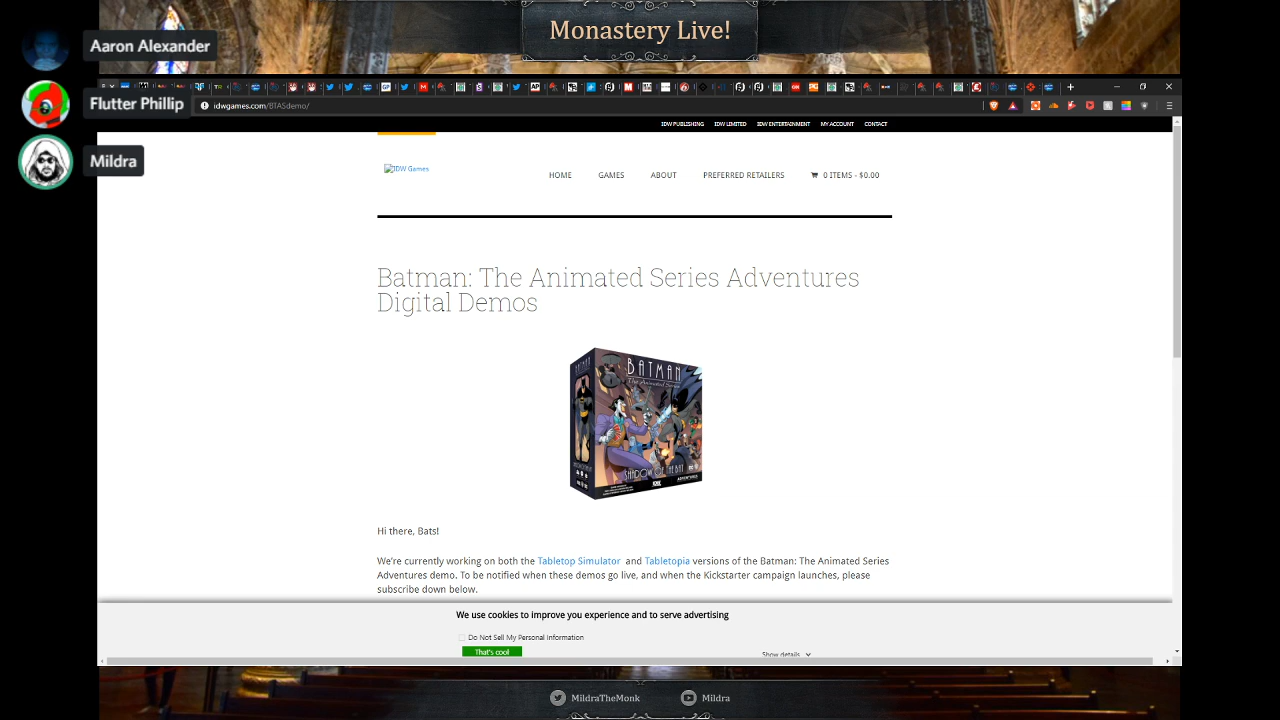 Monastery Live!
Aaron Alexander
Flutter Phillip
Mildra
idwgames.com/BTASdemo/
IDW PUBLISHING IDW LIMITED IDW ENTERTAINMENT MY ACCOUNT CONTACT
IDW Games
HOME GAMES ABOUT PREFERRED RETAILERS 0 ITEMS - $0.00
Batman: The Animated Series Adventures
Digital Demos
BATMAN
The Animated Series
SHADOW OF THE BAT
IDW
ADVENTURES
Hi there, Bats!
We're currently working on both the Tabletop Simulator and Tabletopia versions of the Batman: The Animated Series
Adventures demo. To be notified when these demos go live, and when the Kickstarter campaign launches, please
subscribe down below.
We use cookies to improve you experience and to serve advertising
Do Not Sell My Personal Information
That's cool
Show details
MildraTheMonk Mildra